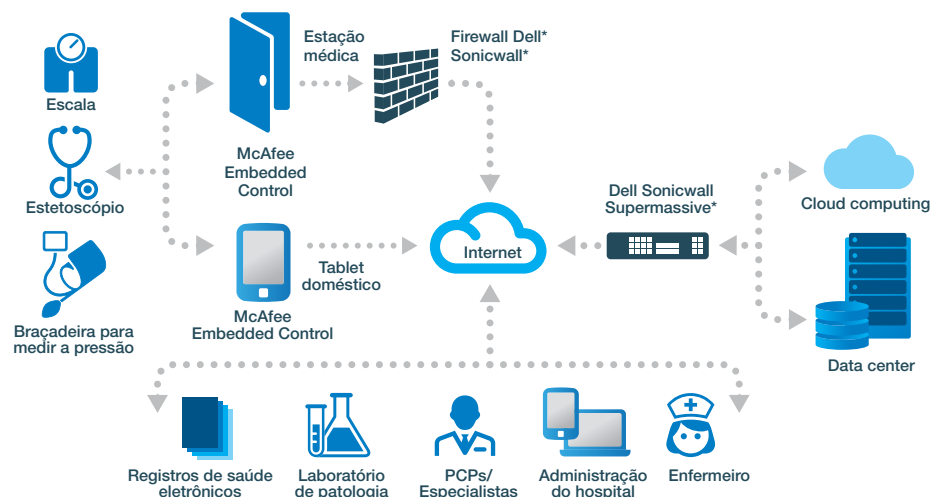 Escala
Estetoscópio
Braçadeira para
medir a pressão
McAfee
Embedded
Control
Estação
médica
Firewall Dell*
Sonicwall*
McAfee
Embedded Control
Tablet
doméstico
Internet
Dell Sonicwall
Supermassive*
Cloud computing
Data center
Registros de saúde
eletrônicos
Laboratório
de patologia
PCPs/
Especialistas
Administração
do hospital
Enfermeiro